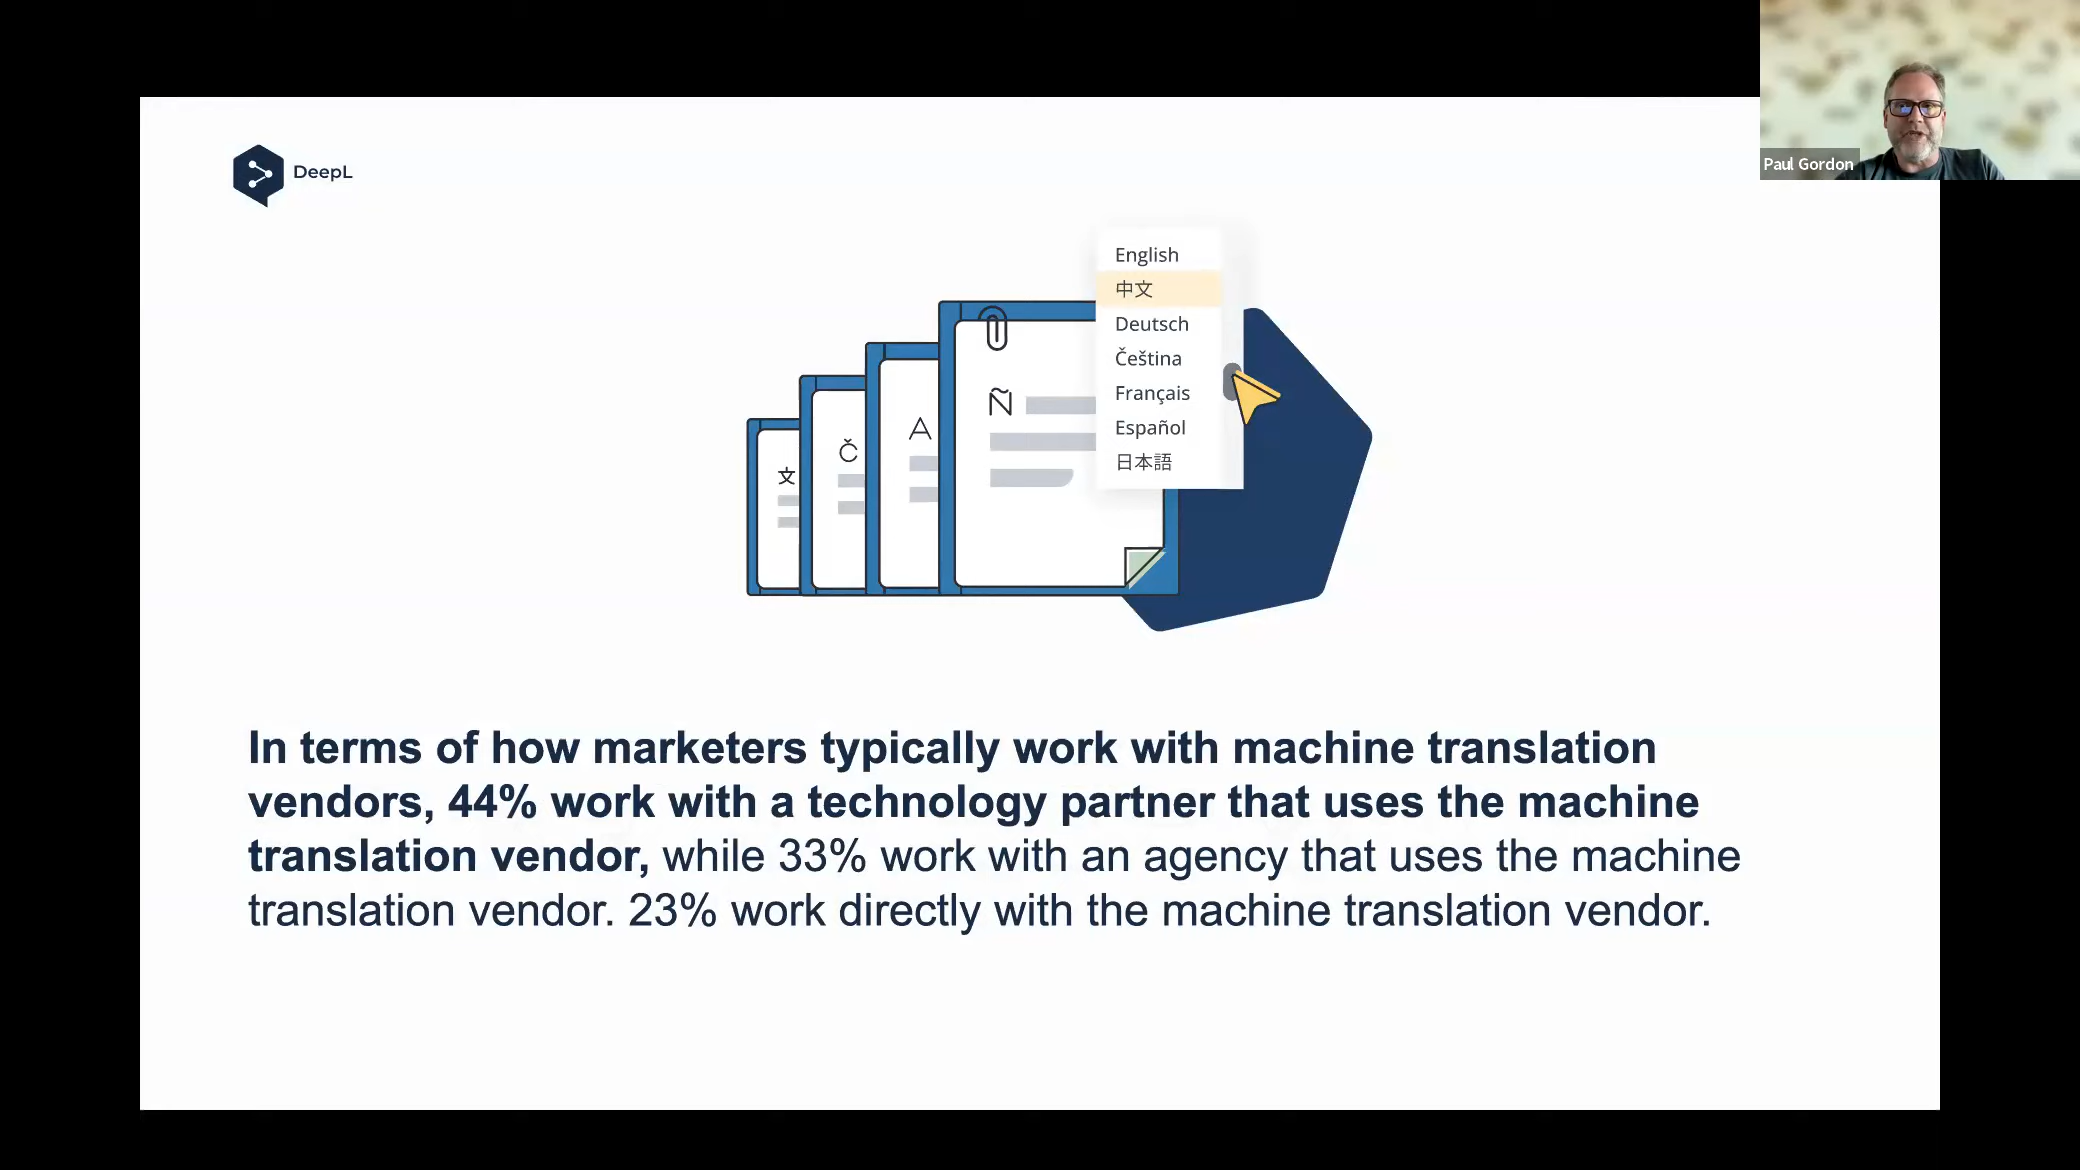 DeepL
Paul Gordon
English
中文
Deutsch
Čeština
Français
Español
日本語
Ñ
A
Č
文
In terms of how marketers typically work with machine translation
vendors, 44% work with a technology partner that uses the machine
translation vendor, while 33% work with an agency that uses the machine
translation vendor. 23% work directly with the machine translation vendor.